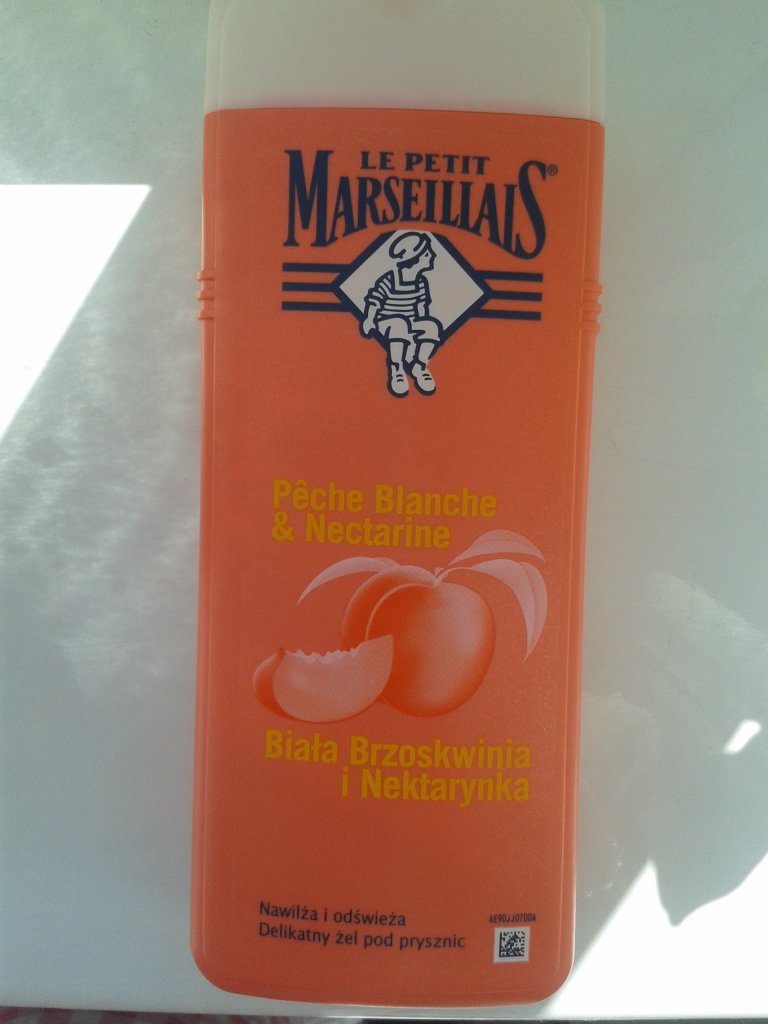 LE PETIT
MARSEILLAIS®
Pêche Blanche
& Nectarine
Biała Brzoskwinia
i Nektarynka
Nawilża i odświeża
Delikatny żel pod prysznic